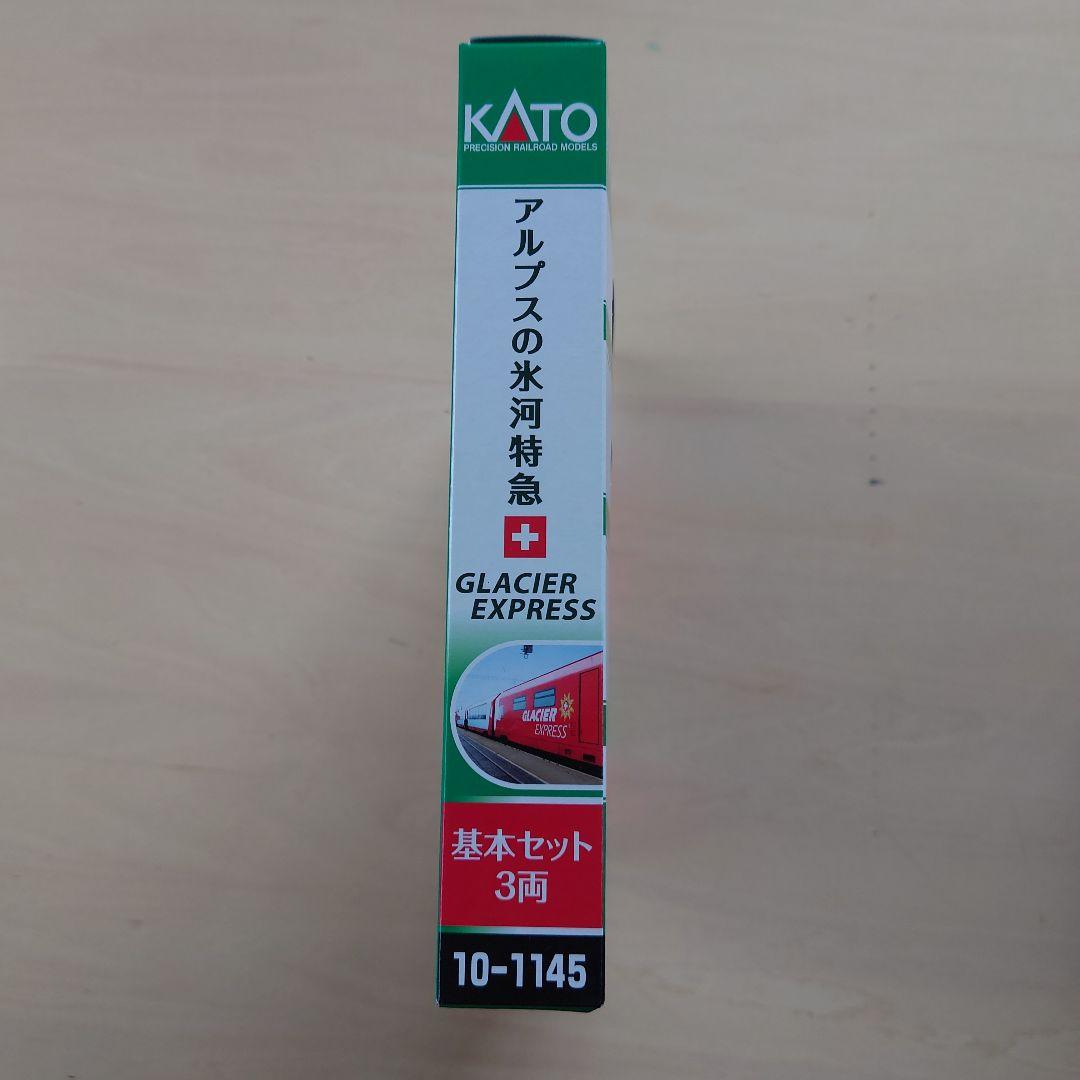 KATO
PRECISION RAILROAD MODELS
アルプスの氷河特急
GLACIER
EXPRESS
GLACIER
EXPRESS
基本セット
3両
10-1145